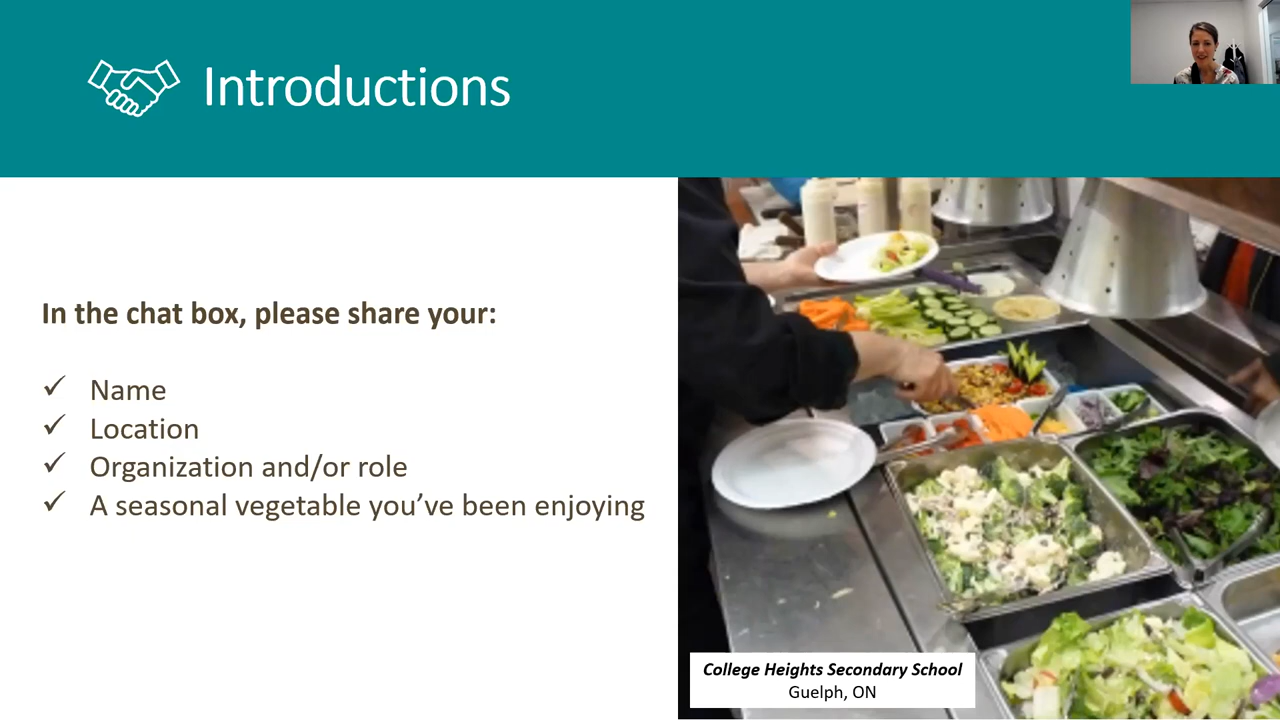 Introductions
In the chat box, please share your:
Name
Location
Organization and/or role
A seasonal vegetable you've been enjoying
College Heights Secondary School
Guelph, ON